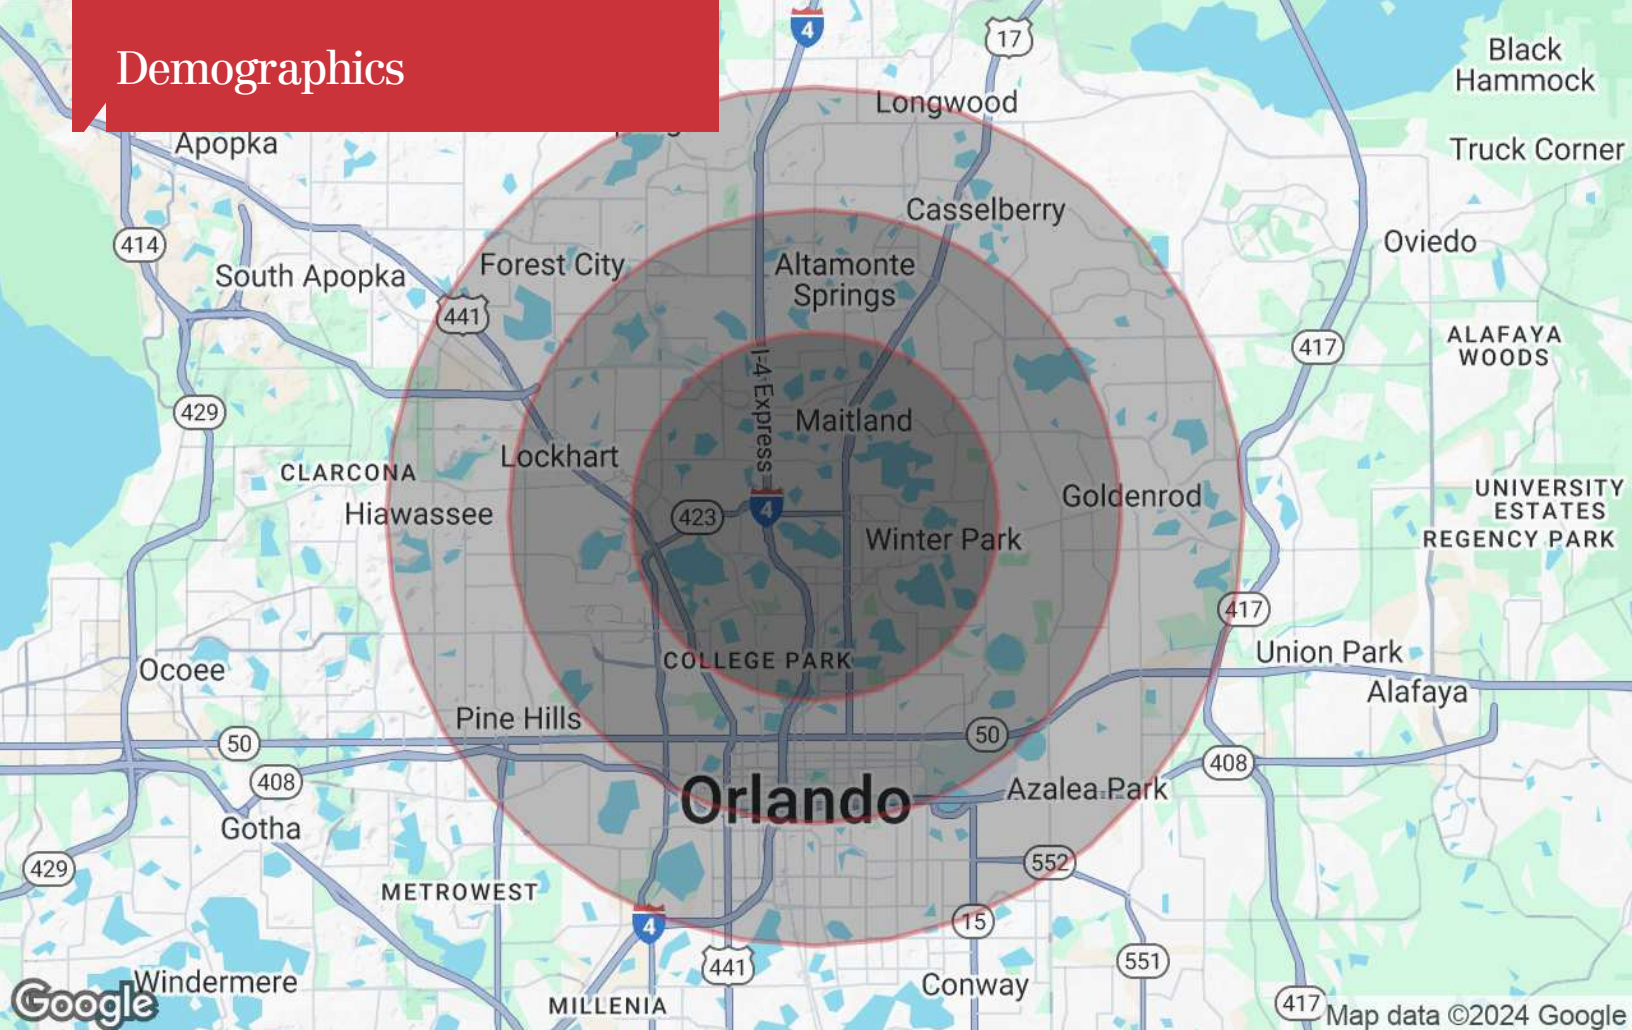 Demographics
4
17
Black
Hammock
Longwood
Apopka
Truck Corner
Casselberry
414
Oviedo
Forest City
Altamonte
Springs
South Apopka
441
417
ALAFAYA
WOODS
I-4 Express
429
Maitland
Lockhart
CLARCONA
Hiawassee
423
4
Goldenrod
UNIVERSITY
ESTATES
REGENCY PARK
Winter Park
417
COLLEGE PARK
Union Park
Ocoee
Alafaya
Pine Hills
50
50
408
408
Orlando
Azalea Park
Gotha
429
552
METROWEST
4
15
441
551
Windermere
Conway
MILLENIA
417
Google
Map data ©2024 Google